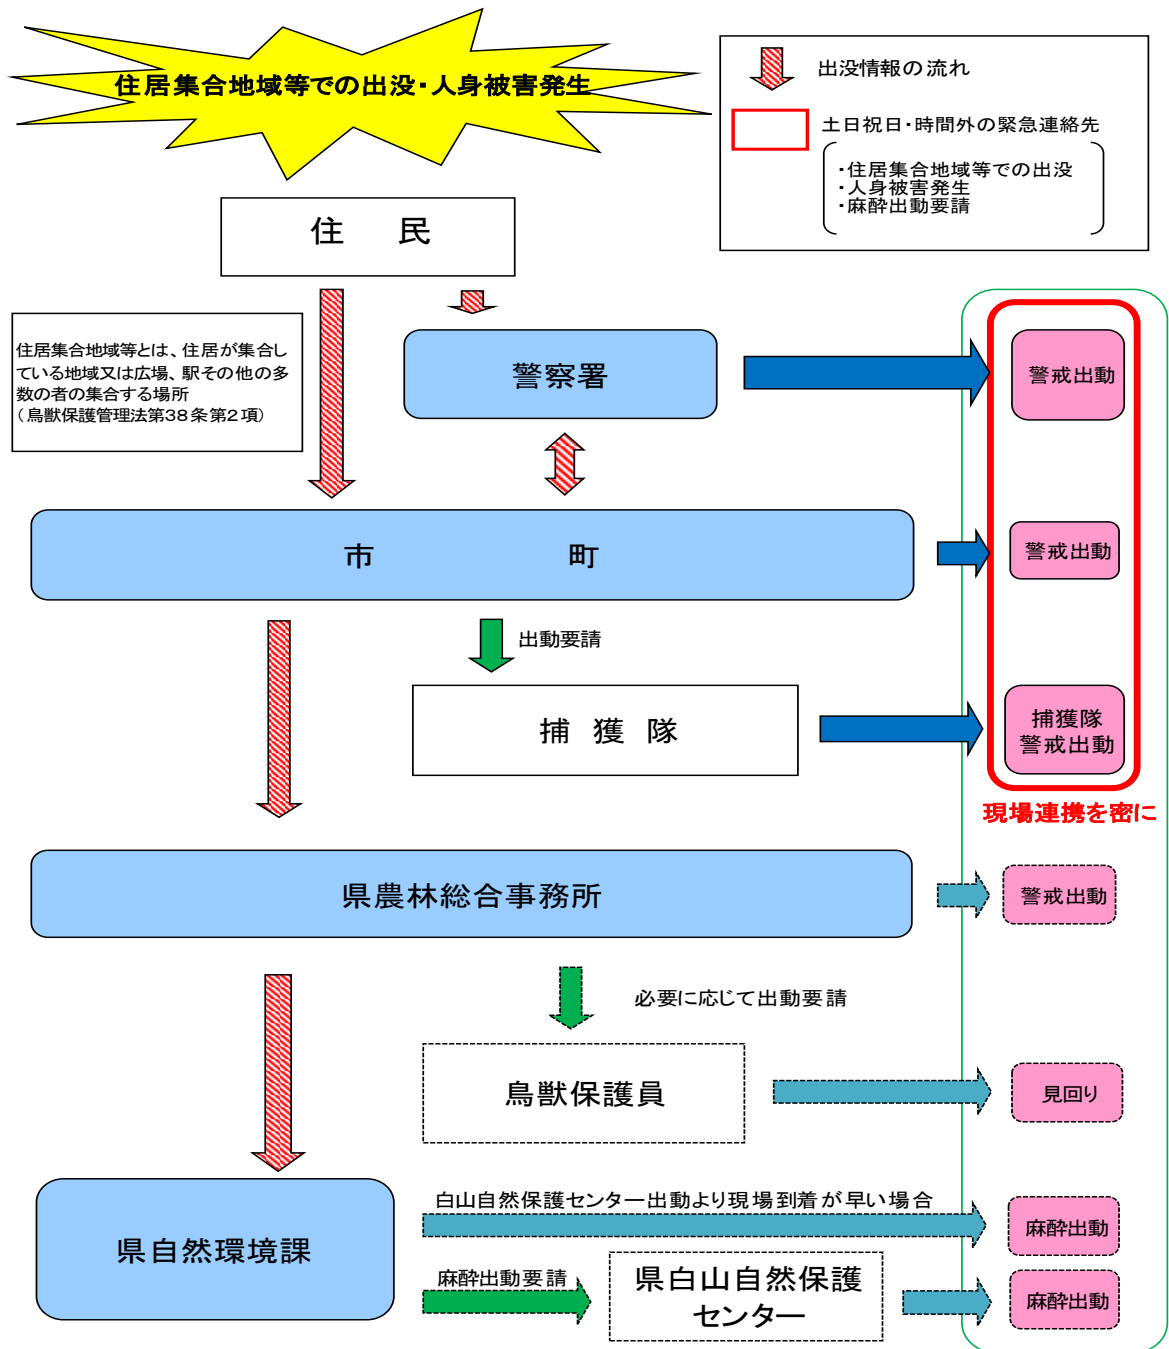 住居集合地域等での出没・人身被害発生
出没情報の流れ
土日祝日・時間外の緊急連絡先
・住居集合地域等での出没
・人身被害発生
・麻酔出動要請
住　民
住居集合地域等とは、住居が集合し
ている地域又は広場、駅その他の多
数の者の集合する場所
（鳥獣保護管理法第38条第2項）
警察署
警戒出動
市　町
警戒出動
出動要請
捕獲隊
捕獲隊
警戒出動
現場連携を密に
県農林総合事務所
警戒出動
必要に応じて出動要請
鳥獣保護員
見回り
白山自然保護センター出動より現場到着が早い場合
県自然環境課
麻酔出動
麻酔出動要請
県白山自然保護
センター
麻酔出動